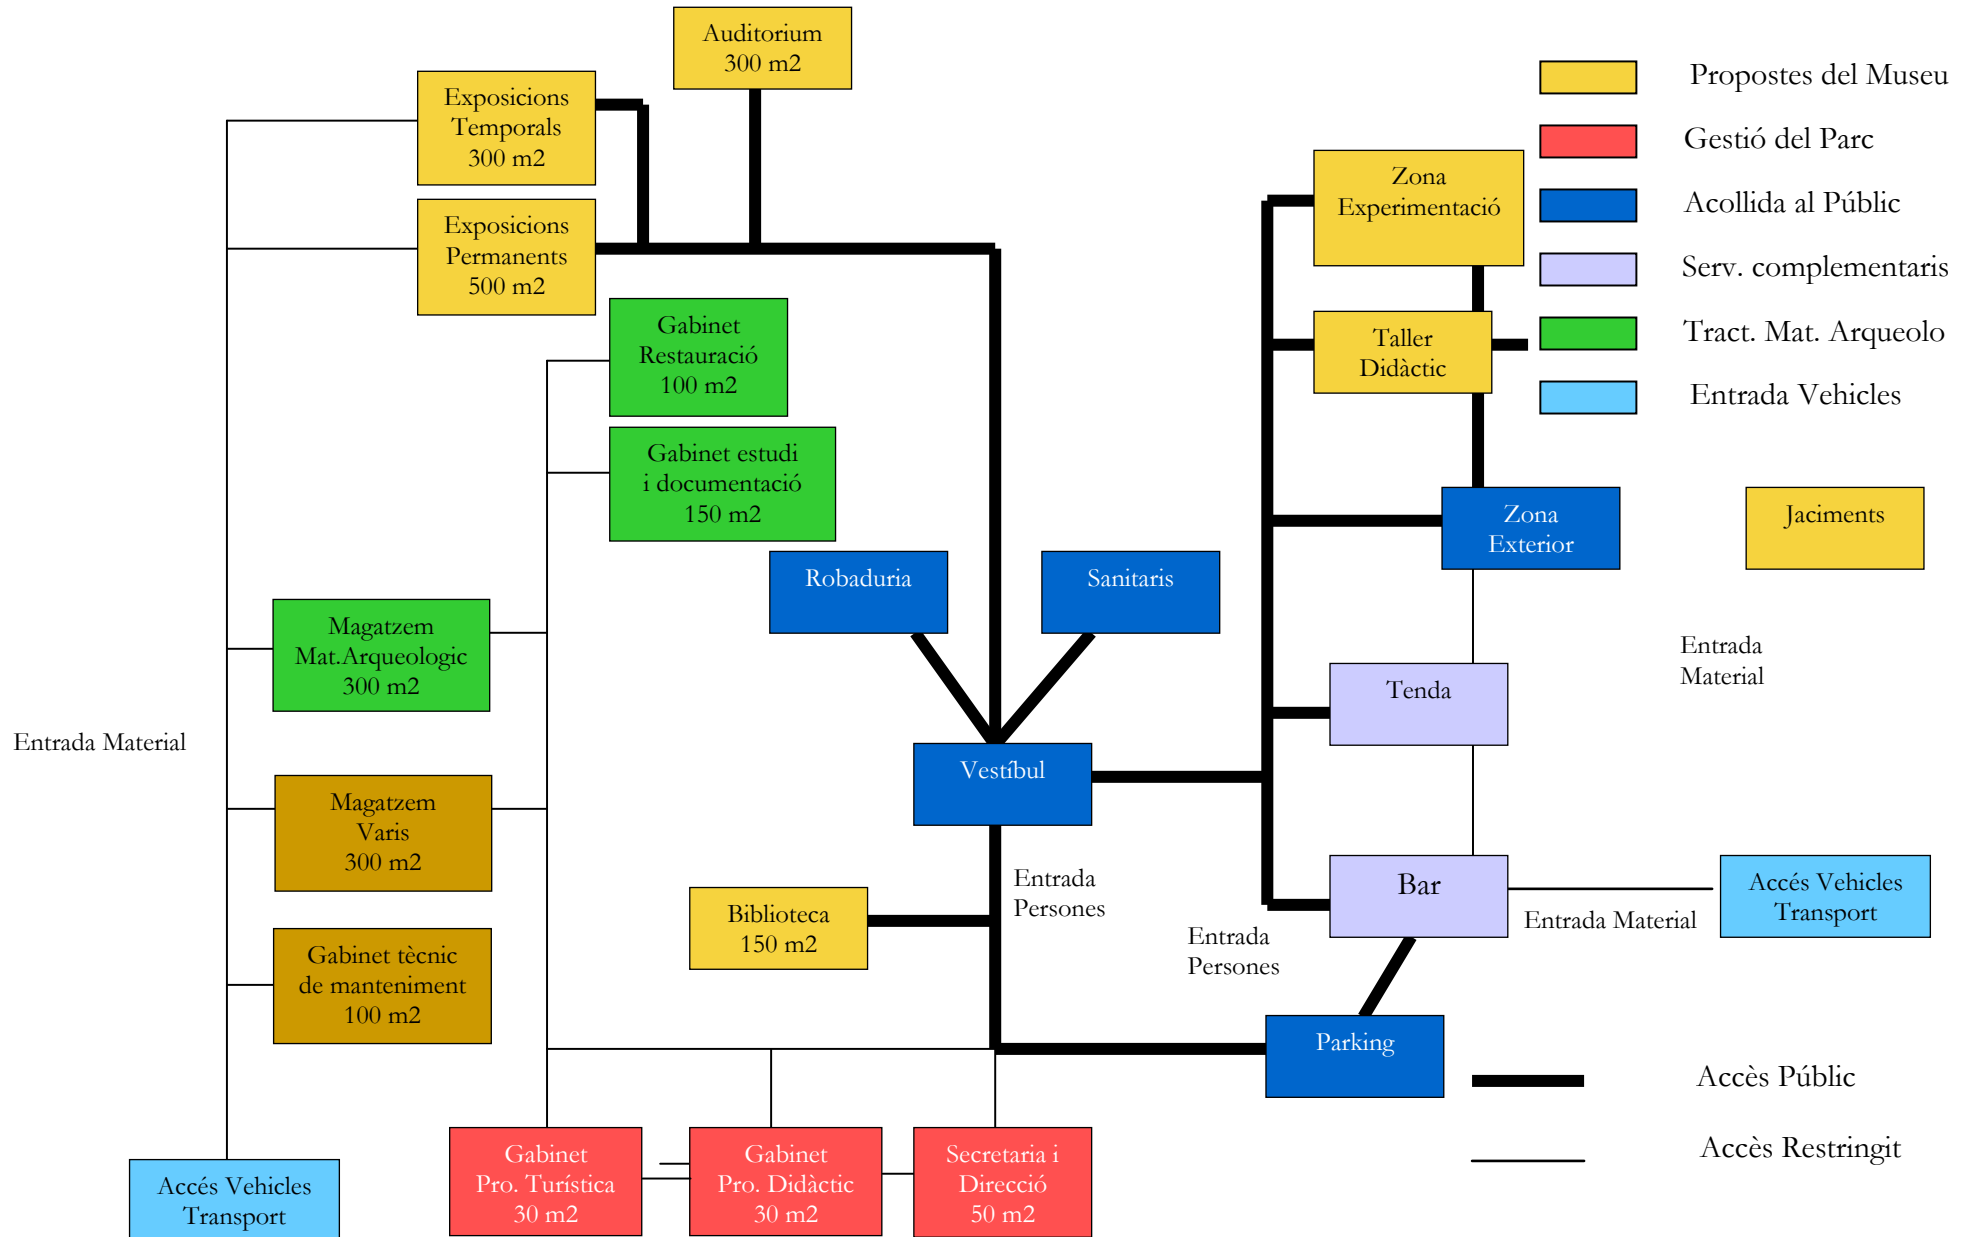 Auditorium
300 m2
Exposicions
Temporals
300 m2
Exposicions
Permanents
500 m2
Gabinet
Restauració
100 m2
Gabinet estudi
i documentació
150 m2
Robaduria
Sanitaris
Magatzem
Mat.Arqueologic
300 m2
Entrada Material
Magatzem
Varis
300 m2
Gabinet tècnic
de manteniment
100 m2
Vestíbul
Biblioteca
150 m2
Entrada
Persones
Accés Vehicles
Transport
Gabinet
Pro. Turística
30 m2
Gabinet
Pro. Didàctic
30 m2
Secretaria i
Direcció
50 m2
Zona
Experimentació
Taller
Didàctic
Zona
Exterior
Jaciments
Entrada
Material
Tenda
Bar
Entrada Material
Accés Vehicles
Transport
Entrada
Persones
Parking
Propostes del Museu
Gestió del Parc
Acollida al Públic
Serv. complementaris
Tract. Mat. Arqueolo
Entrada Vehicles
Accès Públic
Accès Restringit